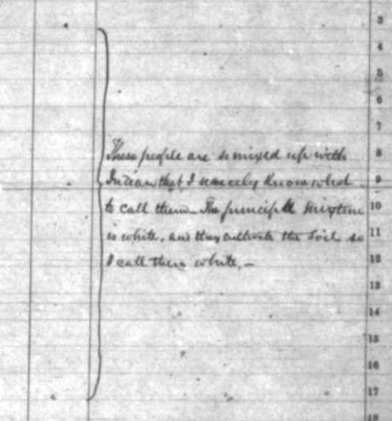 3
4
5
6
7
These people are so mixed up with 8
Indians that I scarcely know what 9
to call them _ The principle mixture 10
is white, and they cultivate the soil so 11
I call them white. _ 12
13
14
15
16
17
18